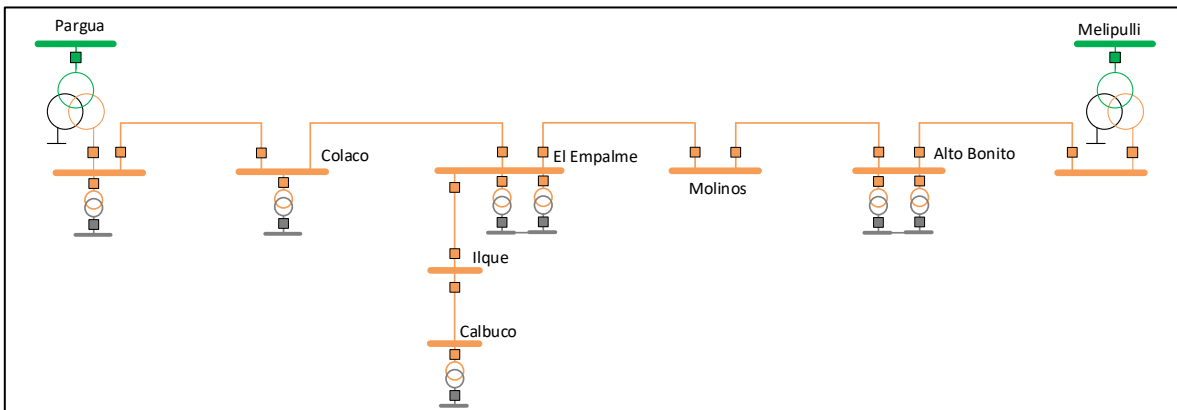 Pargua
Melipulli
Colaco
El Empalme
Molinos
Alto Bonito
Ilque
Calbuco